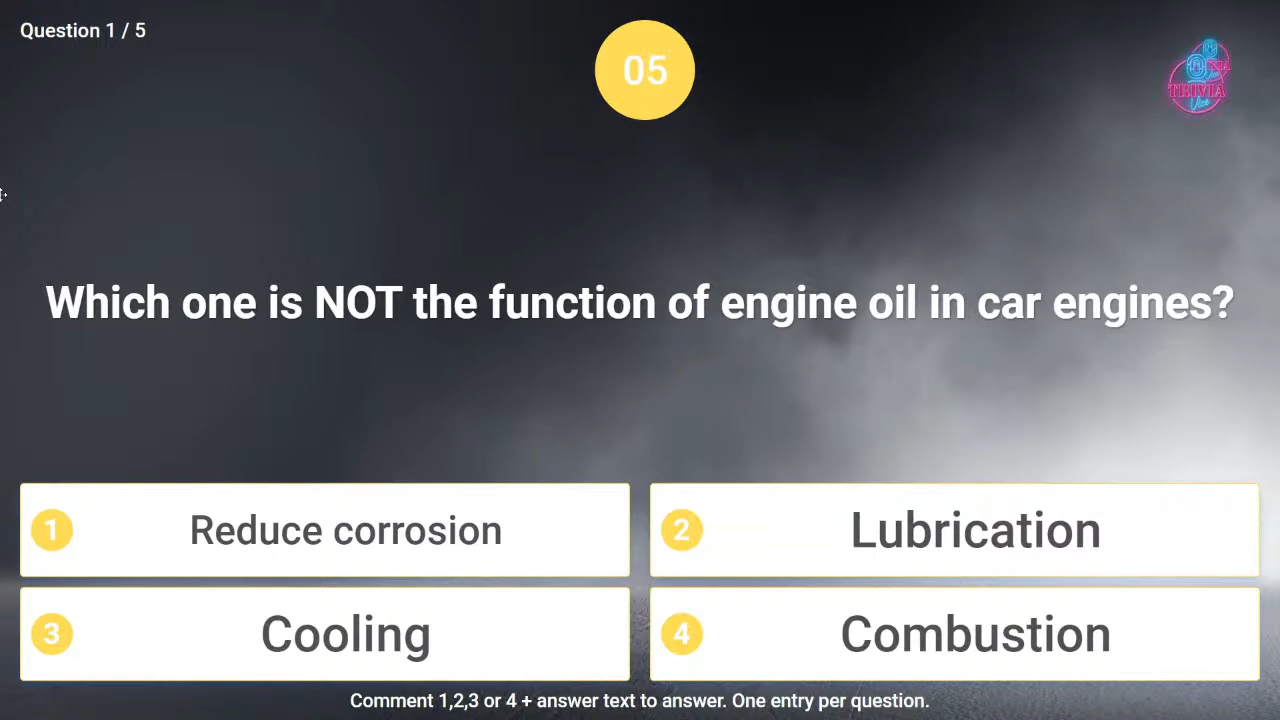 Question 1 / 5
05
TRIVIA
Vice
Which one is NOT the function of engine oil in car engines?
1 Reduce corrosion
2 Lubrication
3 Cooling
4 Combustion
Comment 1,2,3 or 4 + answer text to answer. One entry per question.